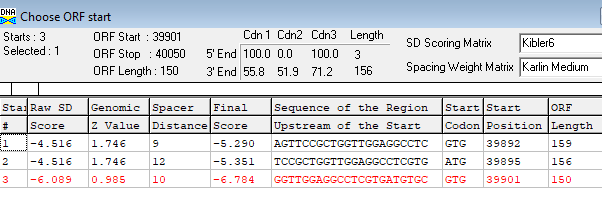 DNA Choose ORF start
Starts : 3 ORF Start : 39901 Cdn 1 Cdn2 Cdn3 Length SD Scoring Matrix Kibler6
Selected : 1 ORF Stop : 40050 5' End 100.0 0.0 100.0 3
ORF Length : 150 3' End 55.8 51.9 71.2 156 Spacing Weight Matrix Karlin Medium
Star Raw SD Genomic Spacer Final Sequence of the Region Start Start ORF
# Score Z Value Distance Score Upstream of the Start Codon Position Length
1 -4.516 1.746 9 -5.290 AGTTCCGCTGGTTGGAGGCCTC GTG 39892 159
2 -4.516 1.746 12 -5.351 TCCGCTGGTTGGAGGCCTCGTG ATG 39895 156
3 -6.089 0.985 10 -6.784 GGTTGGAGGCCTCGTGATGTGC GTG 39901 150